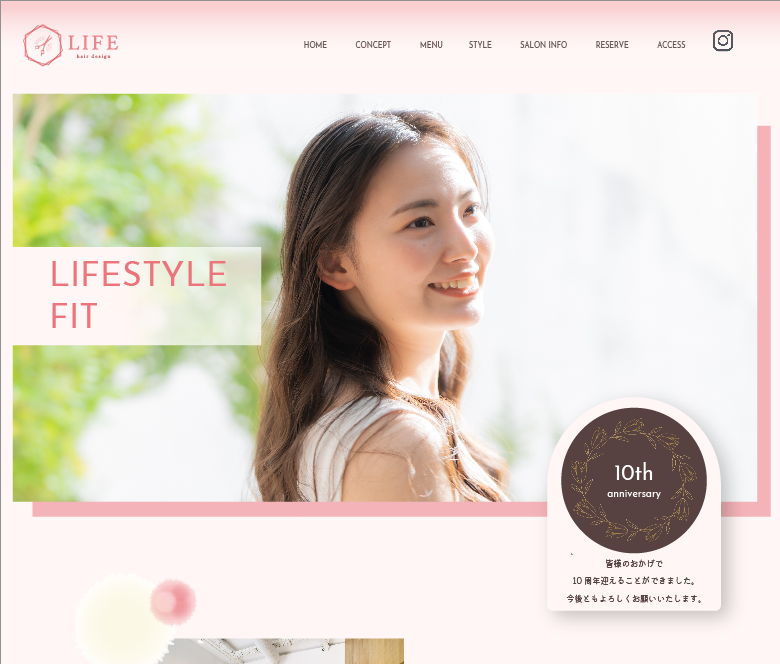 LIFE
hair design
HOME CONCEPT MENU STYLE SALON INFO RESERVE ACCESS
LIFESTYLE
FIT
10th
anniversary
皆様のおかげで
10周年迎えることができました。
今後ともよろしくお願いいたします。